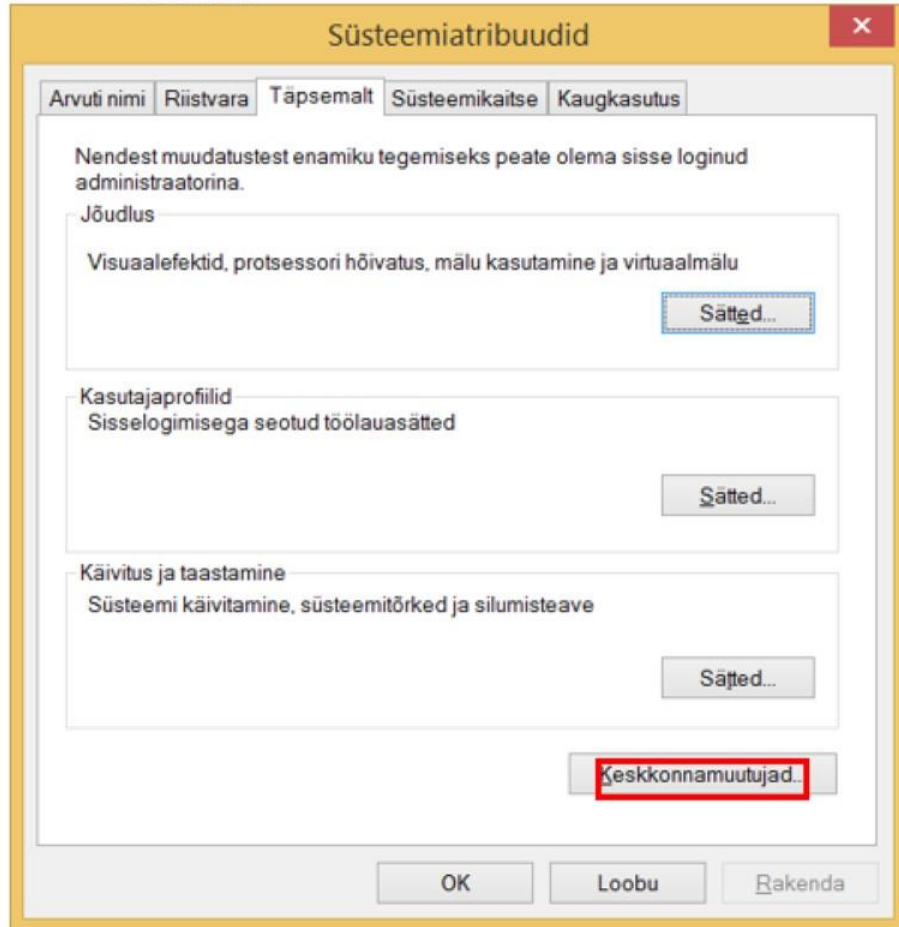 Süsteemiatribuudid
Arvuti nimi Riistvara Täpsemalt Süsteemikaitse Kaugkasutus
Nendest muudatustest enamiku tegemiseks peate olema sisse loginud
administraatorina.
Jõudlus
Visuaalefektid, protsessori hõivatus, mälu kasutamine ja virtuaalmälu
Sätted...
Kasutajaprofiilid
Sisselogimisega seotud töölauasätted
Sätted...
Käivitus ja taastamine
Süsteemi käivitamine, süsteemitõrked ja silumisteave
Sätted...
Keskkonnamuutujad...
OK Loobu Rakenda